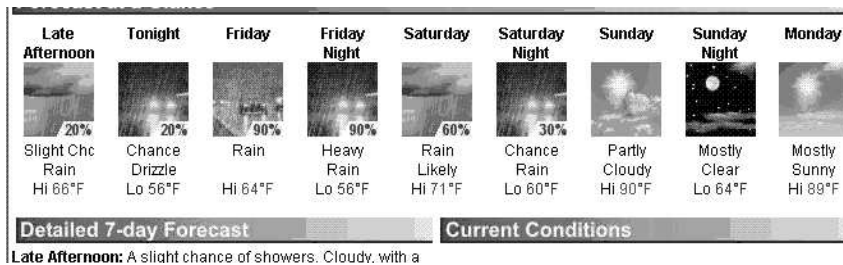 Forecast at a Glance
Late Afternoon Tonight Friday Friday Night Saturday Saturday Night Sunday Sunday Night Monday
20% 20% 90% 90% 60% 30%
Slight Chc Rain Chance Drizzle Rain Heavy Rain Rain Likely Chance Rain Partly Cloudy Mostly Clear Mostly Sunny
Hi 66°F Lo 56°F Hi 64°F Lo 56°F Hi 71°F Lo 60°F Hi 90°F Lo 64°F Hi 89°F
Detailed 7-day Forecast Current Conditions
Late Afternoon: A slight chance of showers. Cloudy, with a